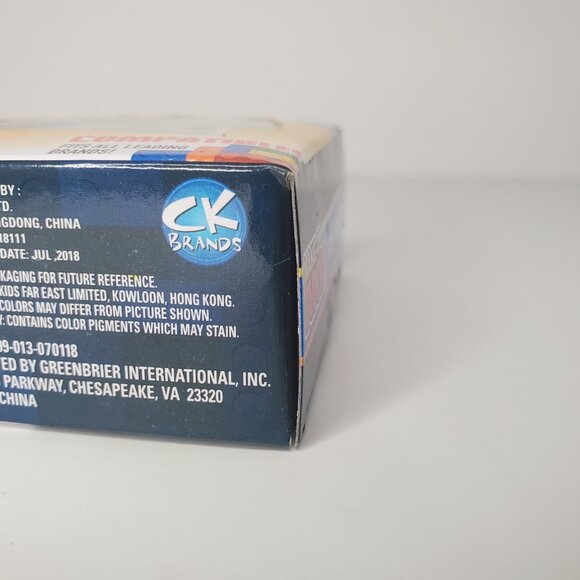 COMPATIBLE!
FITS ALL LEADING
BRANDS!
BY :
TD.
GDONG, CHINA
18111
DATE: JUL ,2018
CK
BRANDS
KAGING FOR FUTURE REFERENCE.
KIDS FAR EAST LIMITED, KOWLOON, HONG KONG.
COLORS MAY DIFFER FROM PICTURE SHOWN.
: CONTAINS COLOR PIGMENTS WHICH MAY STAIN.
99-013-070118
TED BY GREENBRIER INTERNATIONAL, INC.
PARKWAY, CHESAPEAKE, VA 23320
CHINA